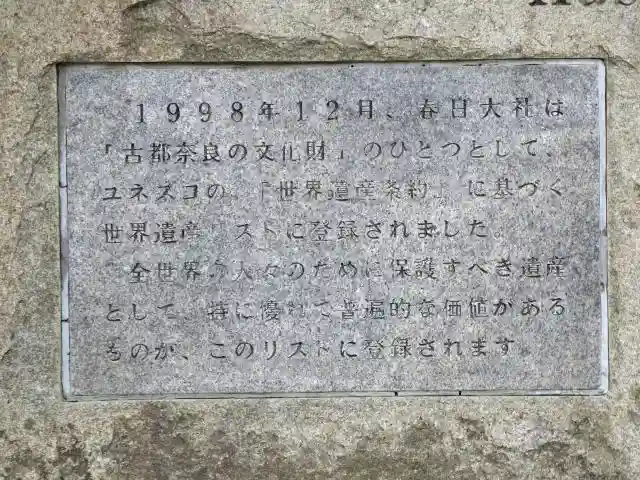 1998年12月、春日大社は
「古都奈良の文化財」のひとつとして、
ユネスコの、「世界遺産条約」に基づく
世界遺産リストに登録されました。
全世界の人々のために保護すべき遺産
として、特に優れて普遍的な価値がある
ものが、このリストに登録されます。